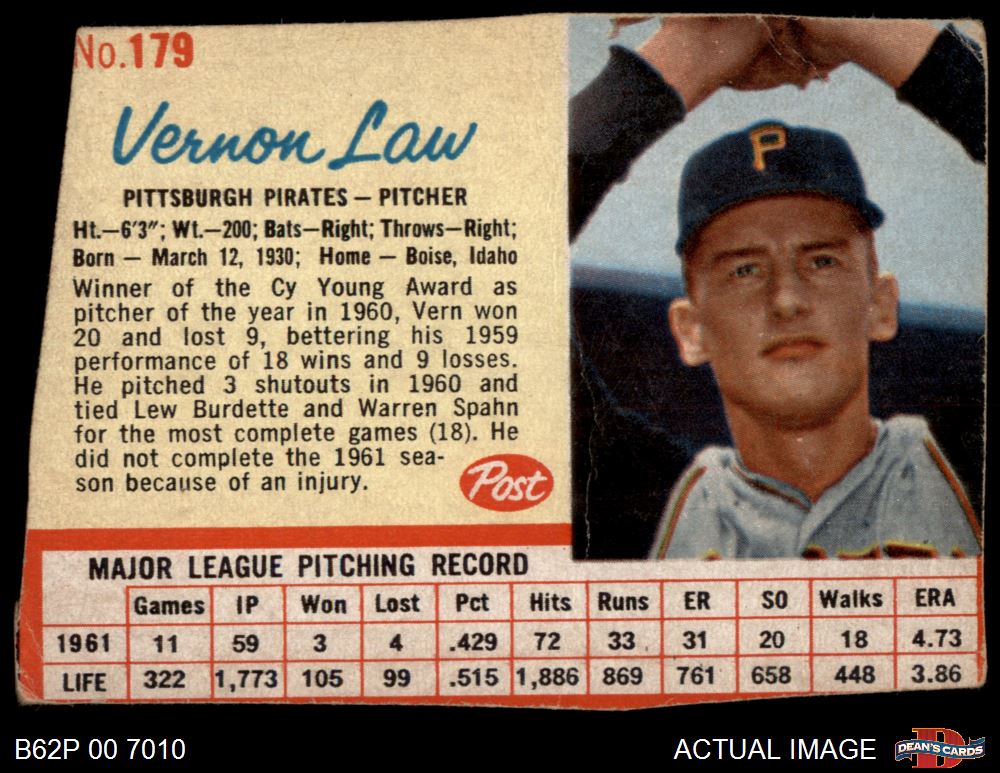 No.179
Vernon Law
PITTSBURGH PIRATES – PITCHER
Ht.–6'3"; Wt.–200; Bats–Right; Throws–Right;
Born – March 12, 1930; Home – Boise, Idaho
Winner of the Cy Young Award as
pitcher of the year in 1960, Vern won
20 and lost 9, bettering his 1959
performance of 18 wins and 9 losses.
He pitched 3 shutouts in 1960 and
tied Lew Burdette and Warren Spahn
for the most complete games (18). He
did not complete the 1961 sea-
son because of an injury.
Post
P
MAJOR LEAGUE PITCHING RECORD
Games IP Won Lost Pct Hits Runs ER SO Walks ERA
1961 11 59 3 4 .429 72 33 31 20 18 4.73
LIFE 322 1,773 105 99 .515 1,886 869 761 658 448 3.86
B62P 00 7010
ACTUAL IMAGE
DEAN'S CARDS